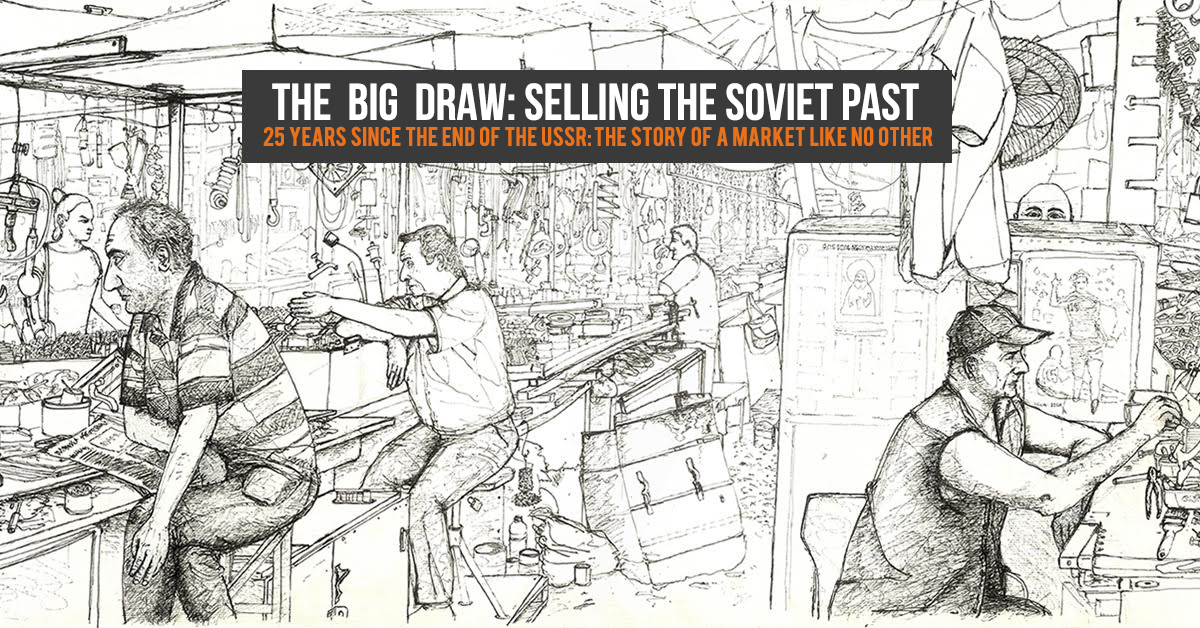 THE BIG DRAW: SELLING THE SOVIET PAST
25 YEARS SINCE THE END OF THE USSR: THE STORY OF A MARKET LIKE NO OTHER